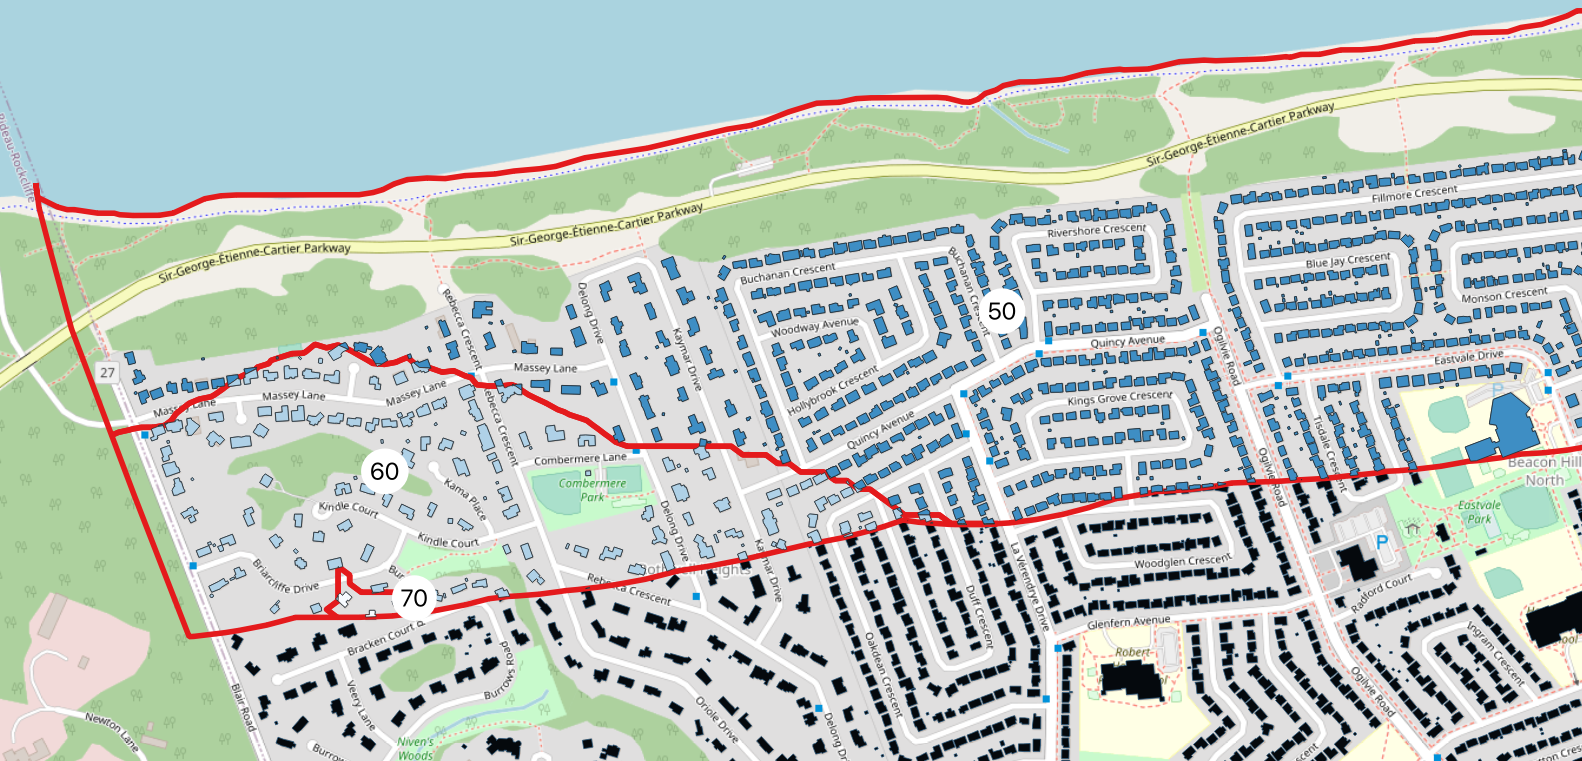 Rideau-Rockcliffe
Sir-George-Étienne-Cartier Parkway
Sir-George-Étienne-Cartier Parkway
Sir-George-Étienne-Cartier Parkway
Sir-George-Étienne-Cartier Parkway
Fillmore Crescent
Rivershore Crescent
Blue Jay Crescent
Monson Crescent
Buchanan Crescent
Buchanan Crescent
50
Woodway Avenue
Quincy Avenue
Ogilvie Road
Eastvale Drive
Delong Drive
Kaymar Drive
Rebecca Crescent
27
Massey Lane
Massey Lane
Massey Lane
Massey Lane
Hollybrook Crescent
Kings Grove Crescent
Quincy Avenue
Tisdale Crescent
Rebecca Crescent
60
Combermere Lane
Combermere
Park
Kama Place
Kindle Court
Kindle Court
Ogilvie Road
P
Beacon Hill
North
Eastvale
Park
P
Delong Drive
Kaymar Drive
La Vérendrye Drive
Woodglen Crescent
Briarcliffe Drive
70
Rebecca Crescent
Duff Crescent
Radford Court
Glenfern Avenue
Bracken Court
Oakdean Crescent
Ingram Crescent
Robert
Burrows Road
Veery Lane
Blair Road
Newton Lane
Oriole Drive
Ogilvie Road
Niven's
Woods